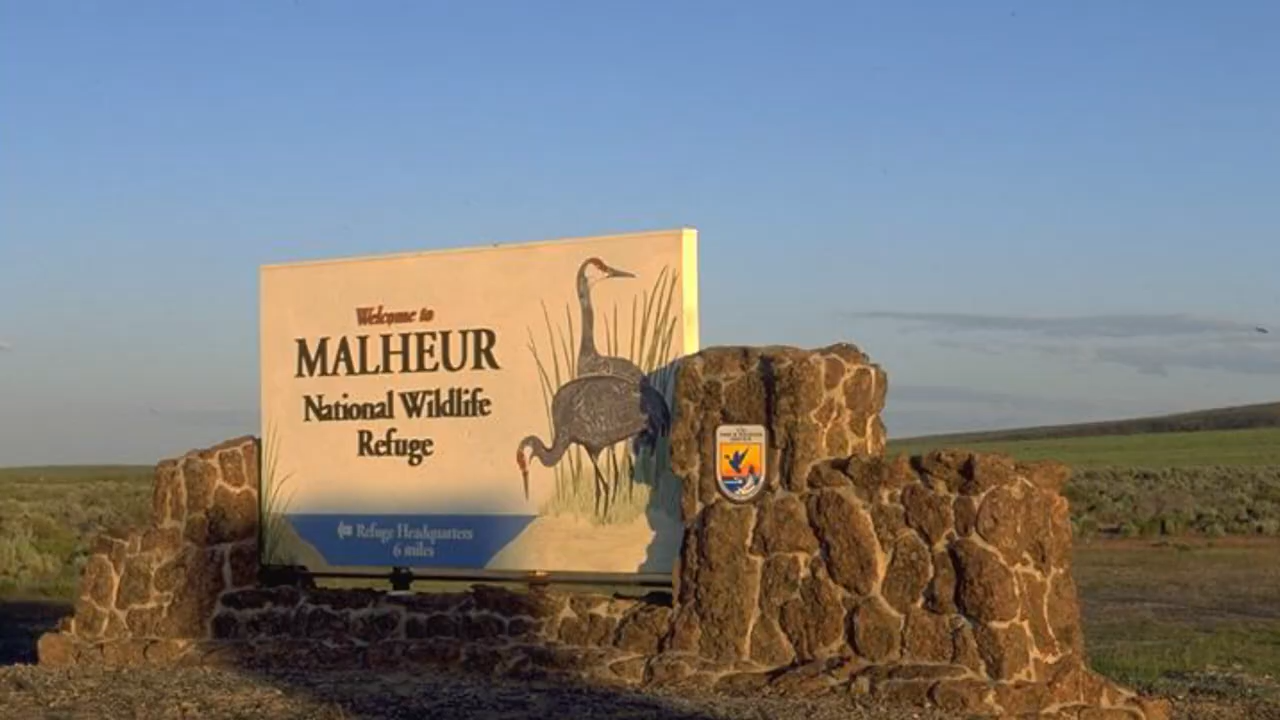 Welcome to
MALHEUR
National Wildlife
Refuge
Refuge Headquarters
6 miles